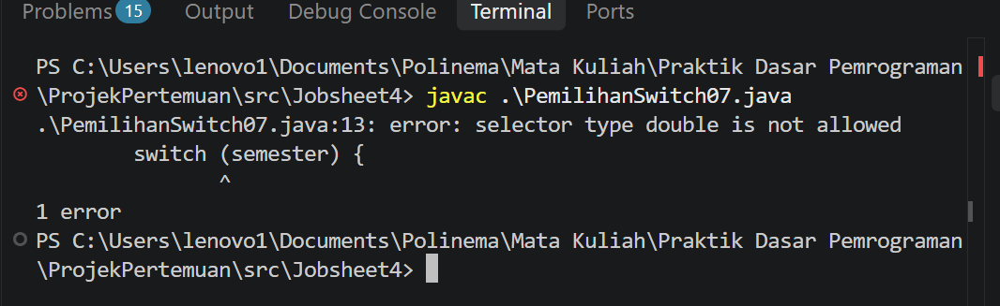 Problems 15 Output Debug Console Terminal Ports
PS C:\Users\lenovo1\Documents\Polinema\Mata Kuliah\Praktik Dasar Pemrograman
\ProjekPertemuan\src\Jobsheet4> javac .\PemilihanSwitch07.java
.\PemilihanSwitch07.java:13: error: selector type double is not allowed
        switch (semester) {
               ^
1 error
PS C:\Users\lenovo1\Documents\Polinema\Mata Kuliah\Praktik Dasar Pemrograman
\ProjekPertemuan\src\Jobsheet4>